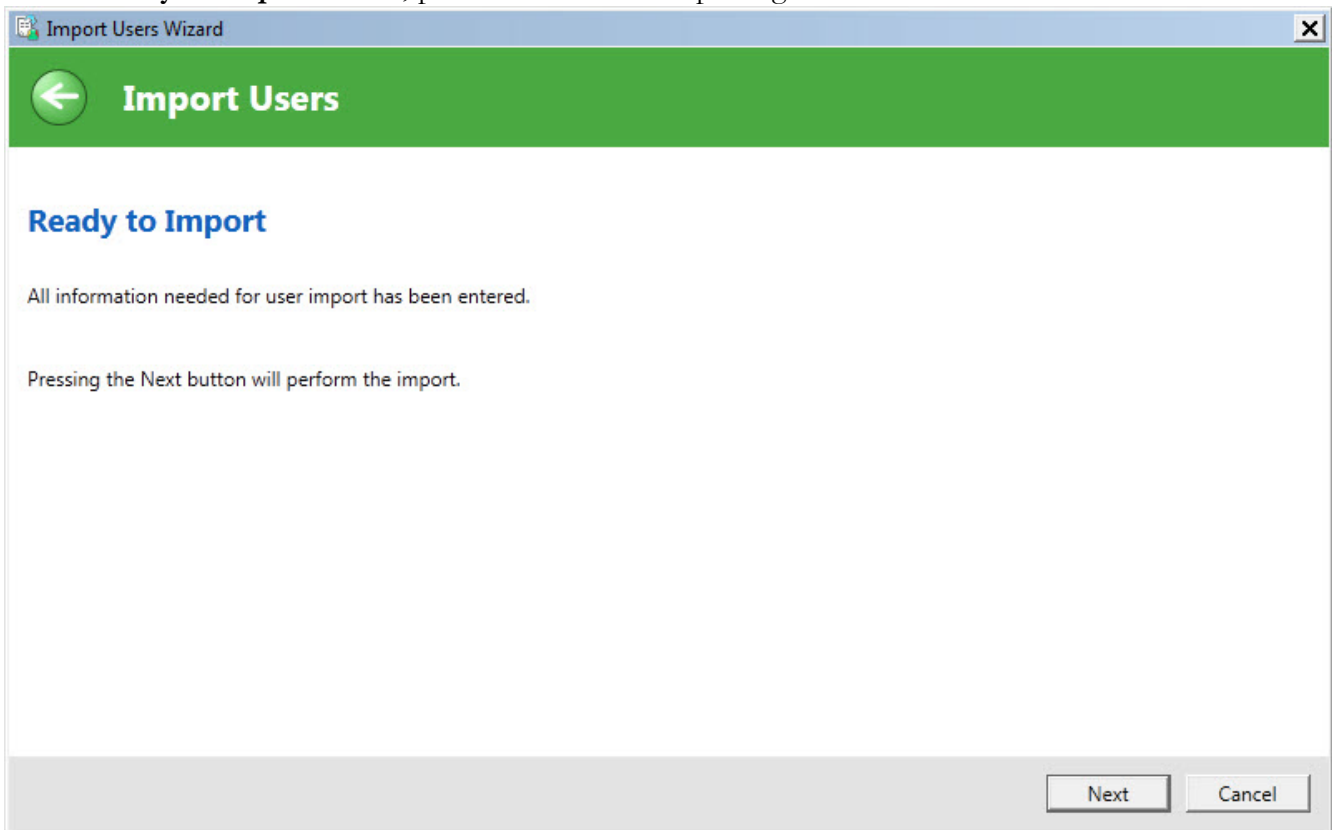 Import Users Wizard
Import Users
Ready to Import
All information needed for user import has been entered.
Pressing the Next button will perform the import.
Next Cancel